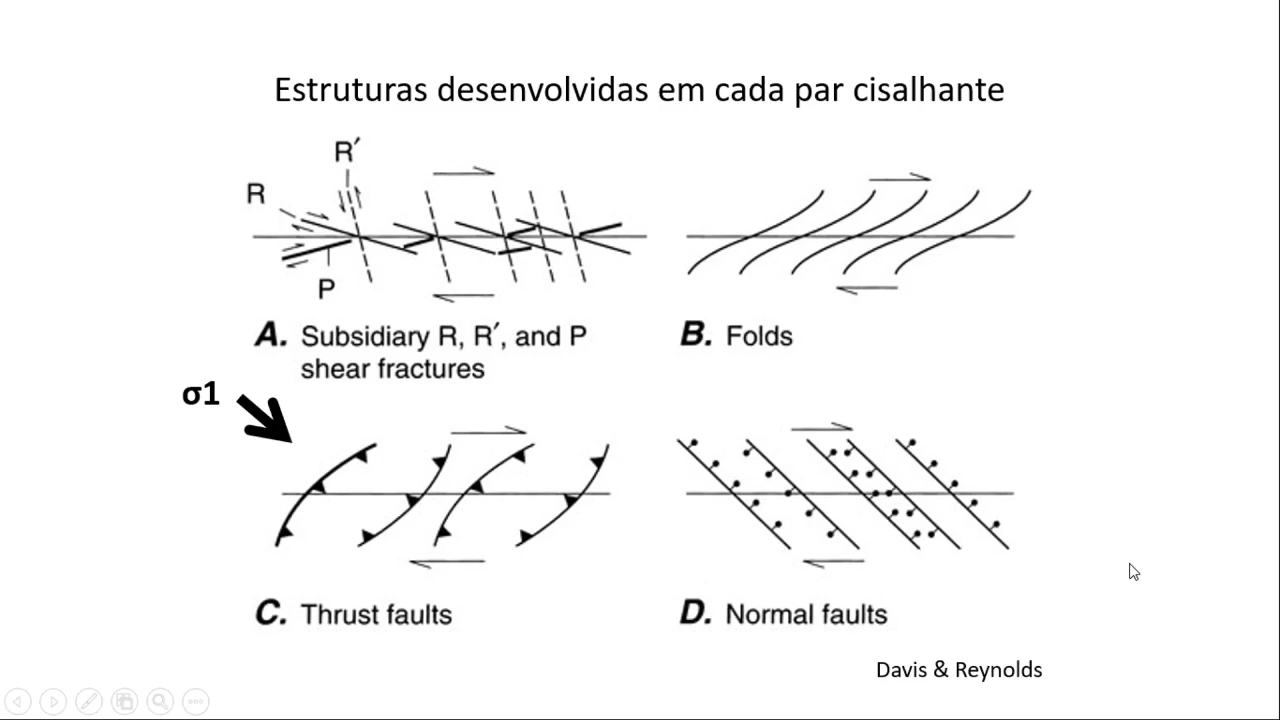 Estruturas desenvolvidas em cada par cisalhante
R′
R
P
A. Subsidiary R, R′, and P
shear fractures
B. Folds
σ1
C. Thrust faults
D. Normal faults
Davis & Reynolds